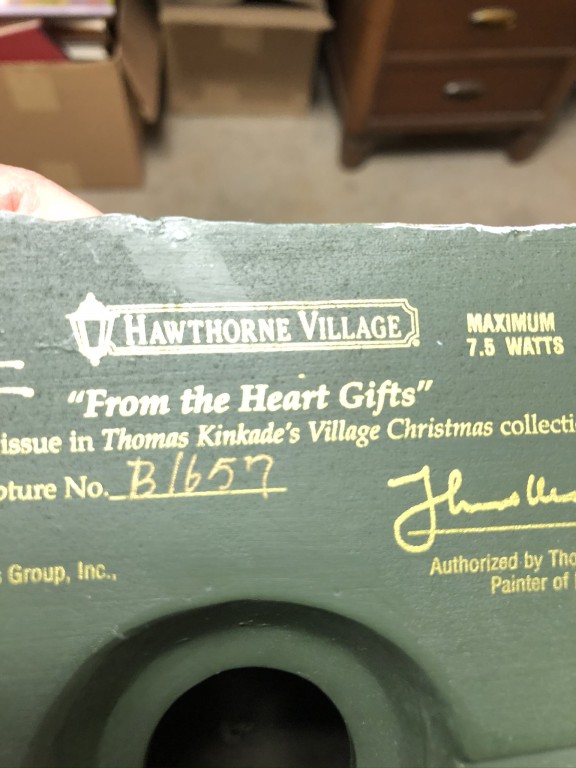 HAWTHORNE VILLAGE
MAXIMUM
7.5 WATTS
"From the Heart Gifts"
issue in Thomas Kinkade's Village Christmas collecti
pture No. B1657
Group, Inc.,
Authorized by Tho
Painter of